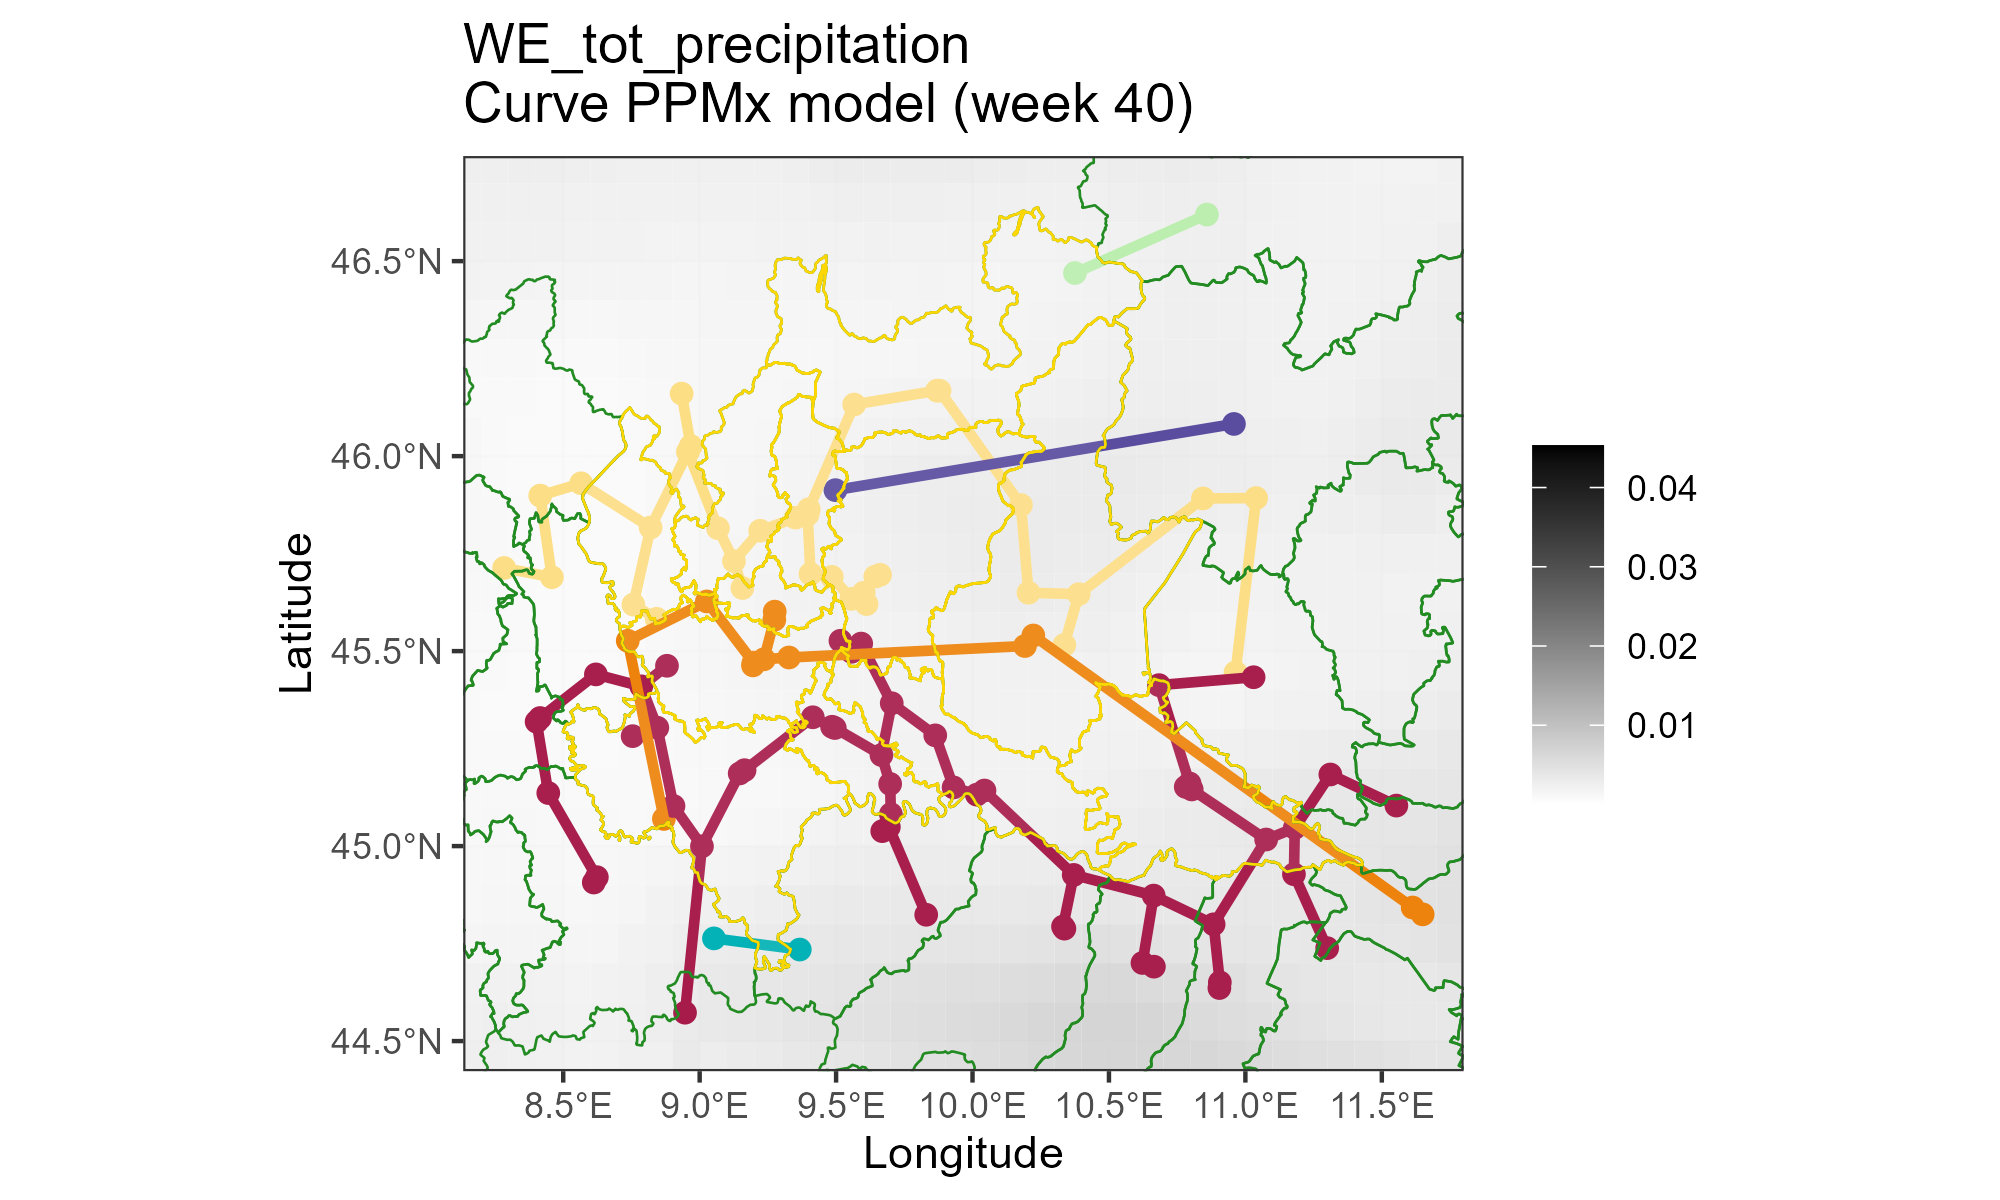 WE_tot_precipitation
Curve PPMx model (week 40)
46.5°N
46.0°N
45.5°N
45.0°N
44.5°N
Latitude
8.5°E 9.0°E 9.5°E 10.0°E 10.5°E 11.0°E 11.5°E
Longitude
0.04
0.03
0.02
0.01